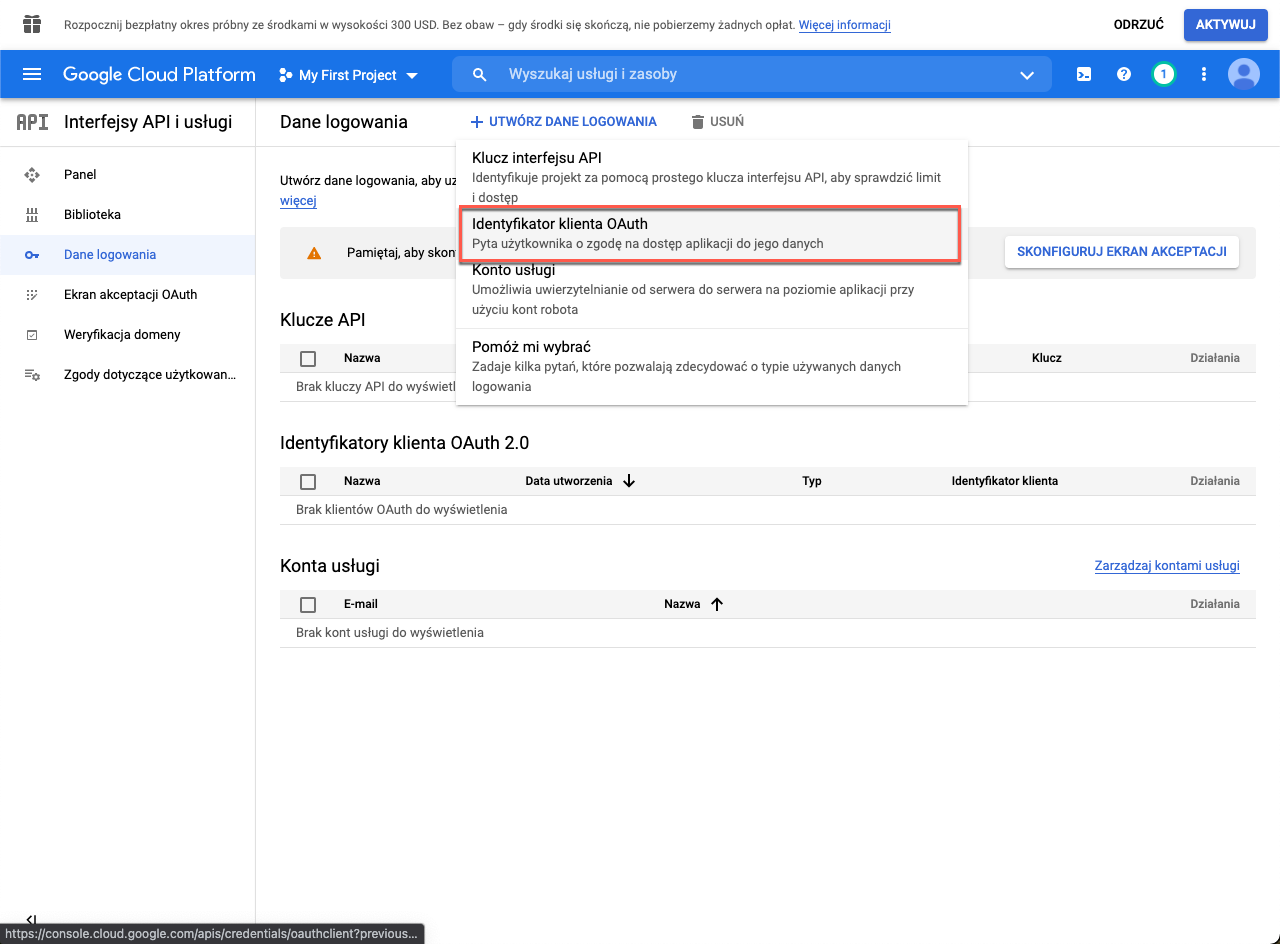 Rozpocznij bezpłatny okres próbny ze środkami w wysokości 300 USD. Bez obaw – gdy środki się skończą, nie pobierzemy żadnych opłat. Więcej informacji
ODRZUĆ
AKTYWUJ
Google Cloud Platform
My First Project
Wyszukaj usługi i zasoby
1
API
Interfejsy API i usługi
Dane logowania
UTWÓRZ DANE LOGOWANIA
USUŃ
Panel
Biblioteka
Dane logowania
Ekran akceptacji OAuth
Weryfikacja domeny
Zgody dotyczące użytkowan...
Utwórz dane logowania, aby uz
więcej
Pamiętaj, aby skon
SKONFIGURUJ EKRAN AKCEPTACJI
Klucz interfejsu API
Identyfikuje projekt za pomocą prostego klucza interfejsu API, aby sprawdzić limit
i dostęp
Identyfikator klienta OAuth
Pyta użytkownika o zgodę na dostęp aplikacji do jego danych
Konto usługi
Umożliwia uwierzytelnianie od serwera do serwera na poziomie aplikacji przy
użyciu kont robota
Pomóż mi wybrać
Zadaje kilka pytań, które pozwalają zdecydować o typie używanych danych
logowania
Klucze API
Nazwa
Klucz
Działania
Brak kluczy API do wyświetl
Identyfikatory klienta OAuth 2.0
Nazwa
Data utworzenia
Typ
Identyfikator klienta
Działania
Brak klientów OAuth do wyświetlenia
Konta usługi
Zarządzaj kontami usługi
E-mail
Nazwa
Działania
Brak kont usługi do wyświetlenia
https://console.cloud.google.com/apis/credentials/oauthclient?previous...